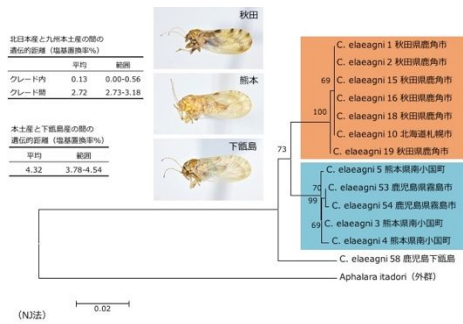 北日本産と九州本土産の間の
遺伝的距離（塩基置換率%）
平均 範囲
クレード内 0.13 0.00-0.56
クレード間 2.72 2.73-3.18
本土産と下甑島産の間の
遺伝的距離（塩基置換率%）
平均 範囲
4.32 3.78-4.54
秋田
熊本
下甑島
C. elaeagni 1 秋田県鹿角市
C. elaeagni 2 秋田県鹿角市
C. elaeagni 15 秋田県鹿角市
C. elaeagni 16 秋田県鹿角市
C. elaeagni 18 秋田県鹿角市
C. elaeagni 10 北海道札幌市
C. elaeagni 19 秋田県鹿角市
C. elaeagni 5 熊本県南小国町
C. elaeagni 53 鹿児島県霧島市
C. elaeagni 54 鹿児島県霧島市
C. elaeagni 3 熊本県南小国町
C. elaeagni 4 熊本県南小国町
C. elaeagni 58 鹿児島県下甑島
Aphalara itadori（外群）
69
100
73
70
99
69
0.02
（NJ法）